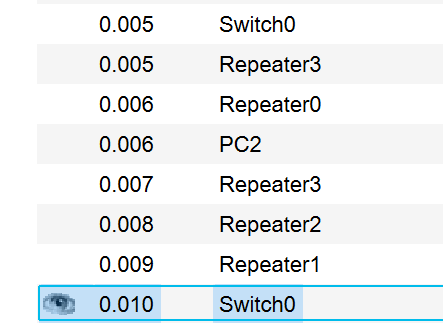 0.005 Switch0
0.005 Repeater3
0.006 Repeater0
0.006 PC2
0.007 Repeater3
0.008 Repeater2
0.009 Repeater1
0.010 Switch0